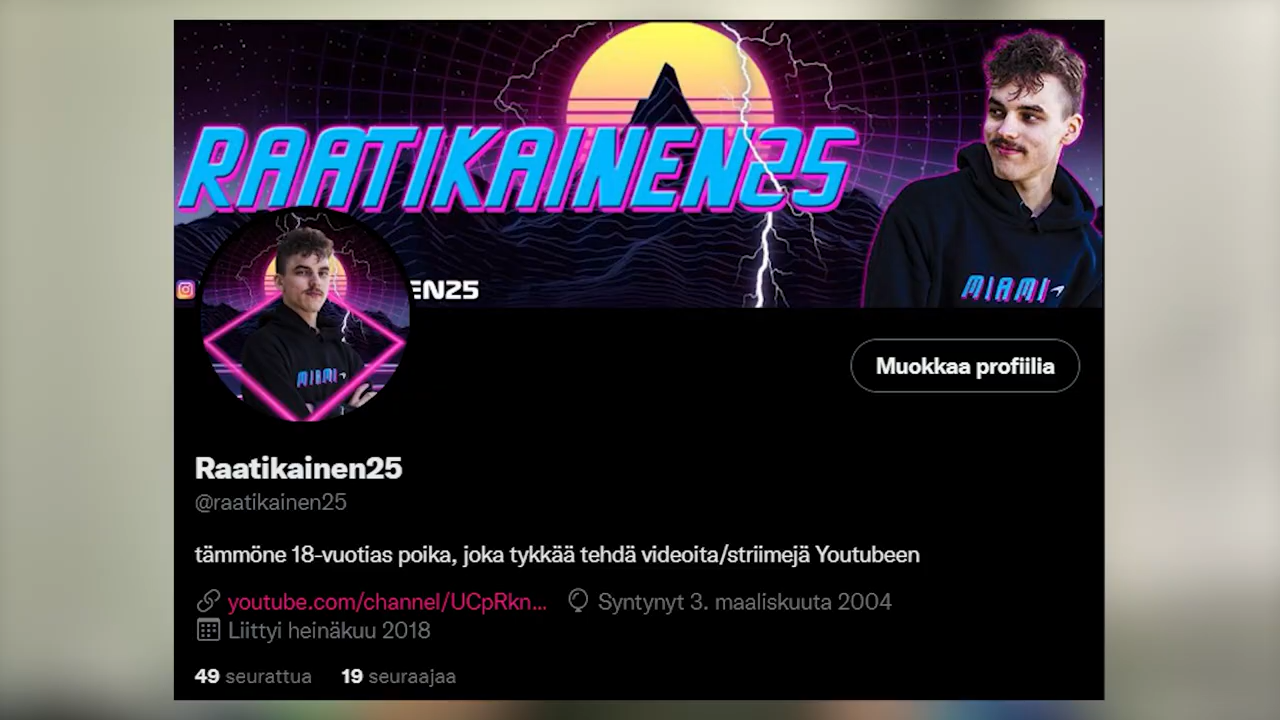 RAATIKAINEN25
MIAMI
EN25
MIAMI
Muokkaa profiilia
Raatikainen25
@raatikainen25
tämmöne 18-vuotias poika, joka tykkää tehdä videoita/striimejä Youtubeen
youtube.com/channel/UCpRkn... Syntynyt 3. maaliskuuta 2004
Liittyi heinäkuu 2018
49 seurattua 19 seuraajaa